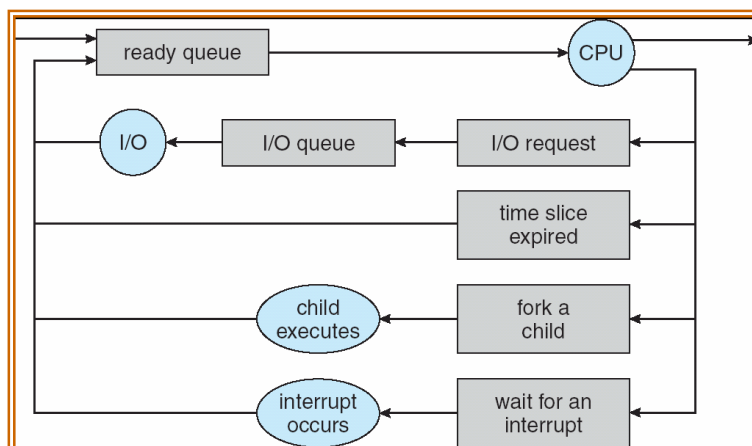 ready queue
CPU
I/O
I/O queue
I/O request
time slice
expired
child
executes
fork a
child
interrupt
occurs
wait for an
interrupt